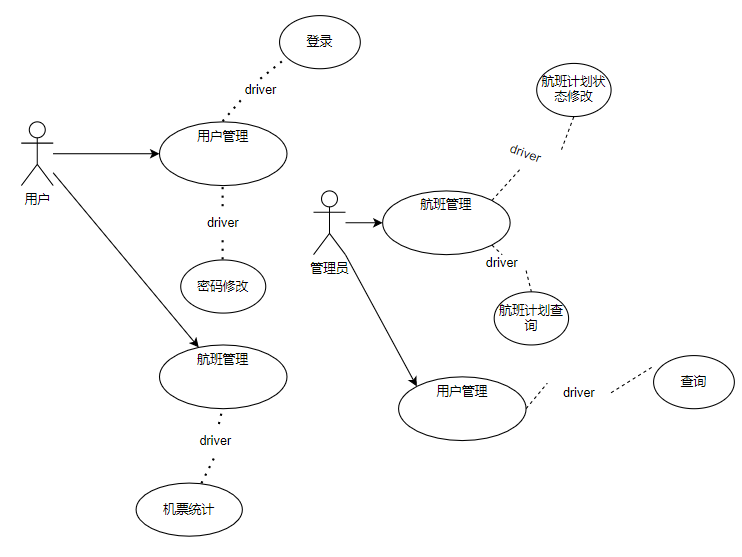 登录
driver
用户管理
用户
driver
密码修改
航班管理
driver
机票统计
航班计划状
态修改
driver
航班管理
管理员
driver
航班计划查
询
用户管理
driver
查询